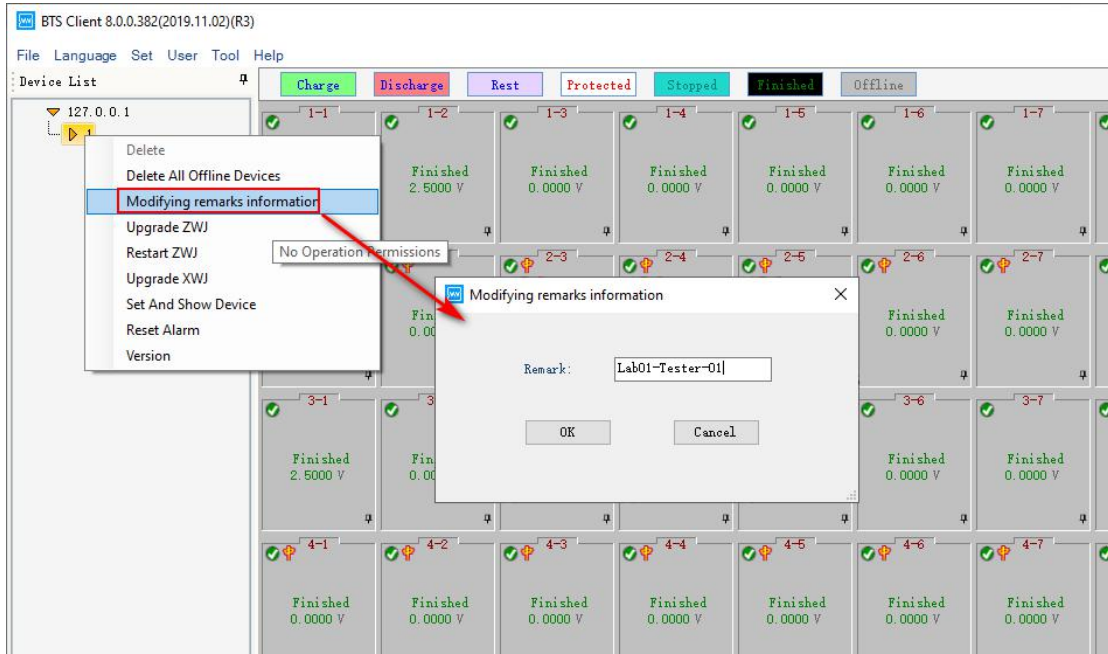 BTS Client 8.0.0.382(2019.11.02)(R3)
File Language Set User Tool Help
Device List
Charge Discharge Rest Protected Stopped Finished Offline
127.0.0.1
1
Delete
Delete All Offline Devices
Modifying remarks information
Upgrade ZWJ
Restart ZWJ
Upgrade XWJ
Set And Show Device
Reset Alarm
Version
No Operation Permissions
1-1 1-2 1-3 1-4 1-5 1-6 1-7
Finished Finished Finished Finished Finished Finished
2.5000 V 0.0000 V 0.0000 V 0.0000 V 0.0000 V 0.0000 V
2-3 2-4 2-5 2-6 2-7
Finished Finished
0.0000 V 0.0000 V
Modifying remarks information
Remark: Lab01-Tester-01
OK Cancel
3-1 3-6 3-7
Finished Finished Finished
2.5000 V 0.0000 V 0.0000 V
4-1 4-2 4-3 4-4 4-5 4-6 4-7
Finished Finished Finished Finished Finished Finished Finished
0.0000 V 0.0000 V 0.0000 V 0.0000 V 0.0000 V 0.0000 V 0.0000 V